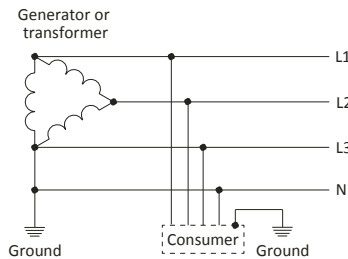 Generator or
transformer
L1
L2
L3
N
Consumer
Ground
Ground